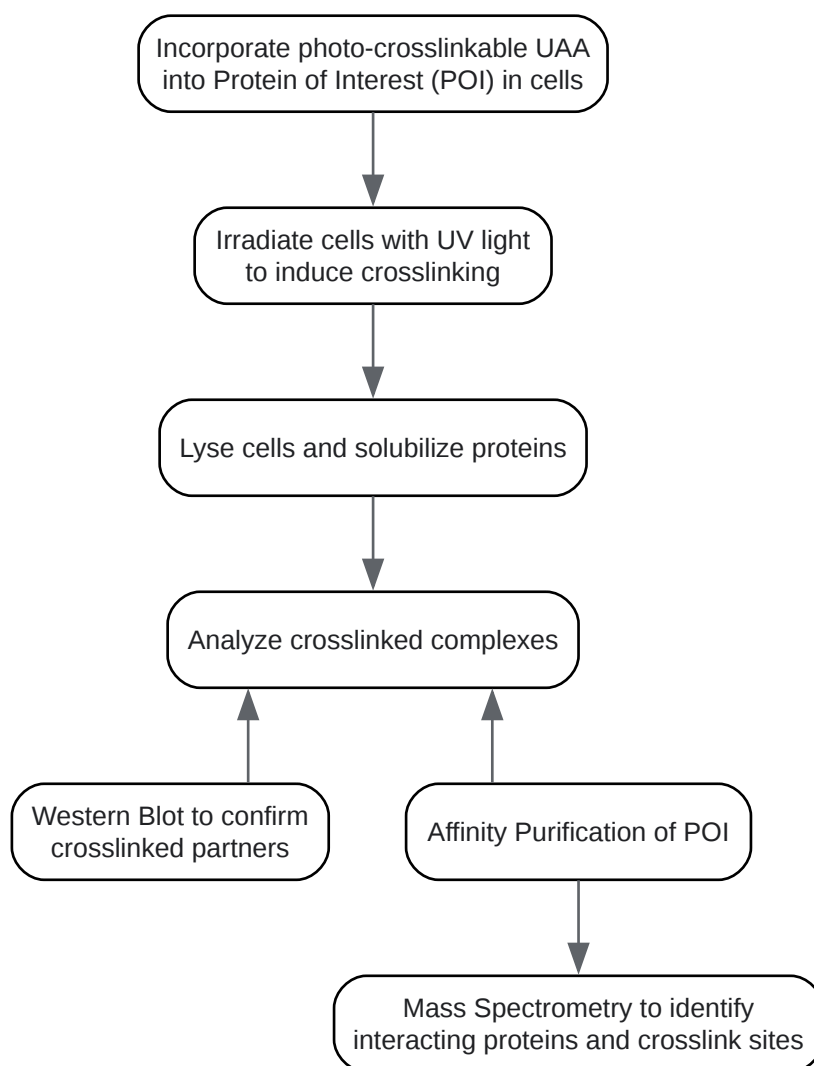 Incorporate photo-crosslinkable UAA
into Protein of Interest (POI) in cells
Irradiate cells with UV light
to induce crosslinking
Lyse cells and solubilize proteins
Analyze crosslinked complexes
Western Blot to confirm
crosslinked partners
Affinity Purification of POI
Mass Spectrometry to identify
interacting proteins and crosslink sites